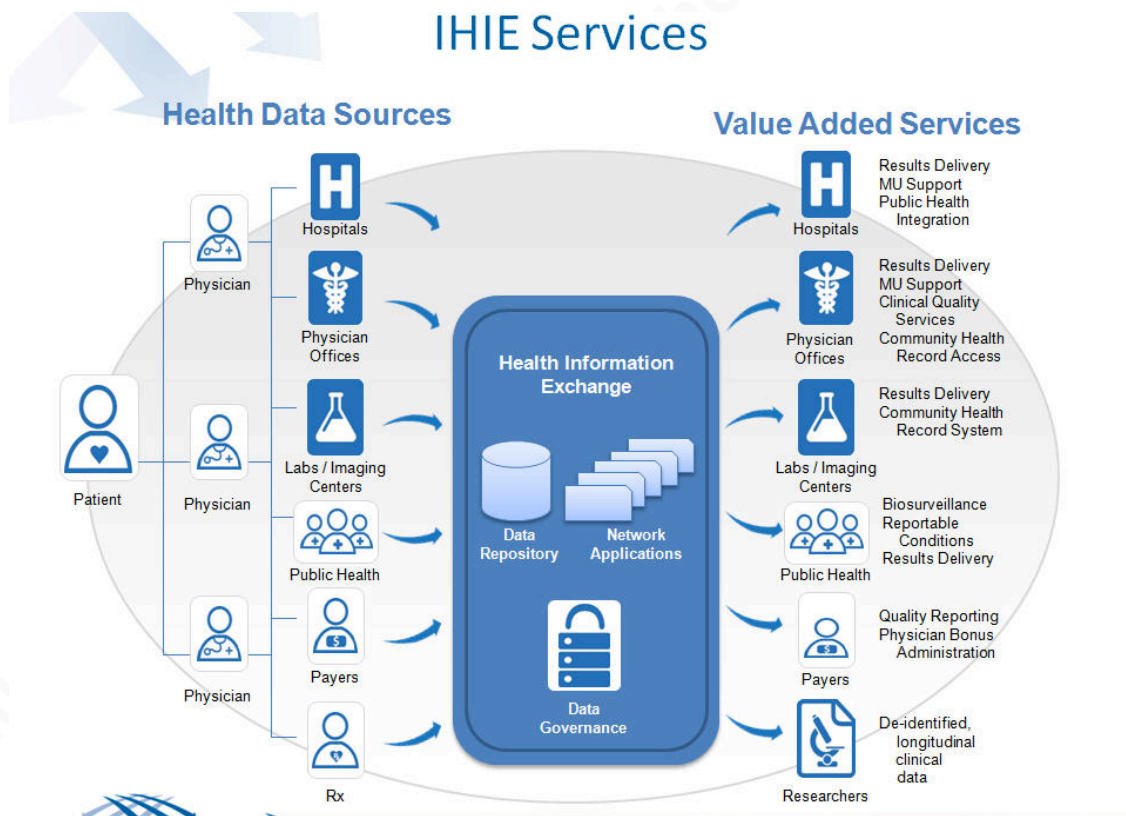 IHIE Services
Health Data Sources
Value Added Services
Patient
Physician
Physician
Physician
Hospitals
Physician
Offices
Labs / Imaging
Centers
Public Health
Payers
Rx
Health Information
Exchange
Data
Repository
Network
Applications
Data
Governance
Hospitals
Results Delivery
MU Support
Public Health
Integration
Physician
Offices
Results Delivery
MU Support
Clinical Quality
Services
Community Health
Record Access
Labs / Imaging
Centers
Results Delivery
Community Health
Record System
Public Health
Biosurveillance
Reportable
Conditions
Results Delivery
Payers
Quality Reporting
Physician Bonus
Administration
Researchers
De-identified,
longitudinal
clinical
data